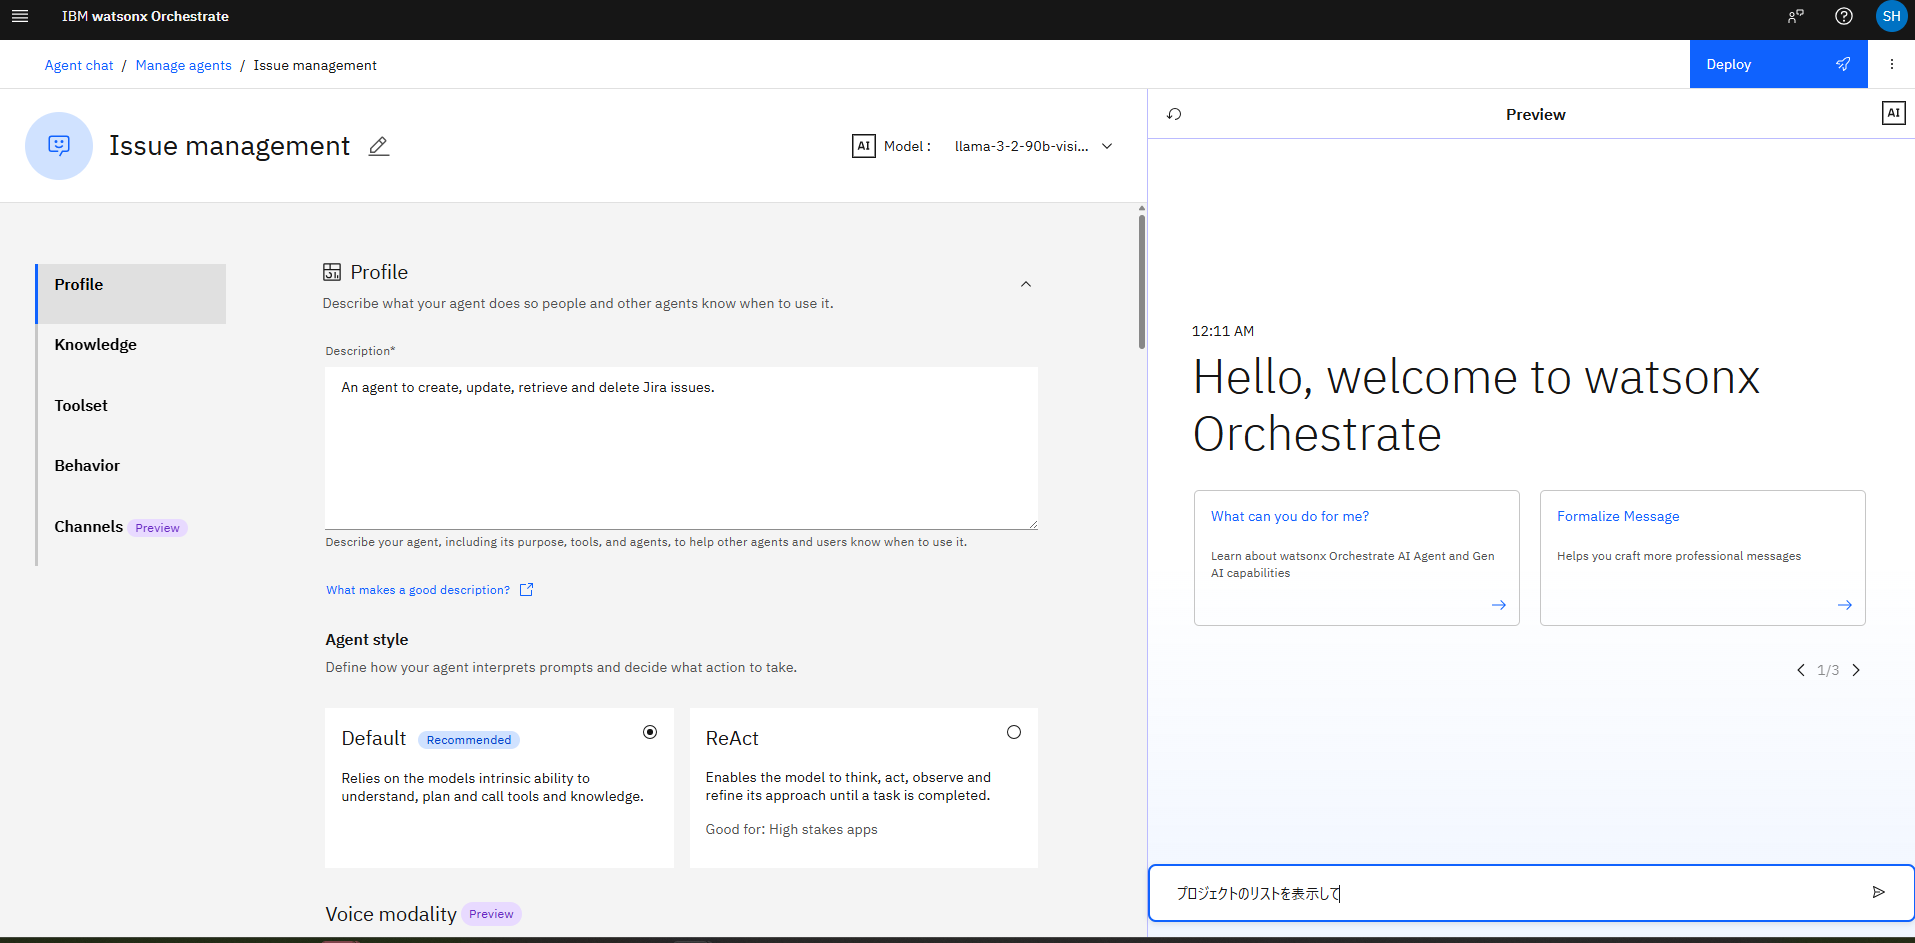 IBM watsonx Orchestrate
SH
Agent chat / Manage agents / Issue management
Deploy
Issue management
AI Model : llama-3-2-90b-visi...
Preview
AI
Profile
Knowledge
Toolset
Behavior
Channels Preview
Profile
Describe what your agent does so people and other agents know when to use it.
Description*
An agent to create, update, retrieve and delete Jira issues.
Describe your agent, including its purpose, tools, and agents, to help other agents and users know when to use it.
What makes a good description?
Agent style
Define how your agent interprets prompts and decide what action to take.
Default Recommended
Relies on the models intrinsic ability to
understand, plan and call tools and knowledge.
ReAct
Enables the model to think, act, observe and
refine its approach until a task is completed.
Good for: High stakes apps
Voice modality Preview
12:11 AM
Hello, welcome to watsonx
Orchestrate
What can you do for me?
Learn about watsonx Orchestrate AI Agent and Gen
AI capabilities
Formalize Message
Helps you craft more professional messages
1/3
プロジェクトのリストを表示して